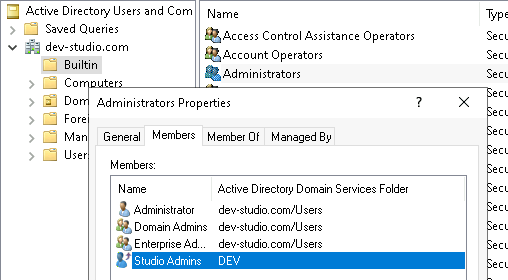 Active Directory Users and Com
Saved Queries
dev-studio.com
Builtin
Computers
Dom
Forei
Man
Users
Name
Access Control Assistance Operators
Secu
Account Operators
Secu
Administrators
Secu
Administrators Properties
? ×
General
Members
Member Of
Managed By
Members:
Name
Active Directory Domain Services Folder
Administrator
dev-studio.com/Users
Domain Admins
dev-studio.com/Users
Enterprise Ad...
dev-studio.com/Users
Studio Admins
DEV